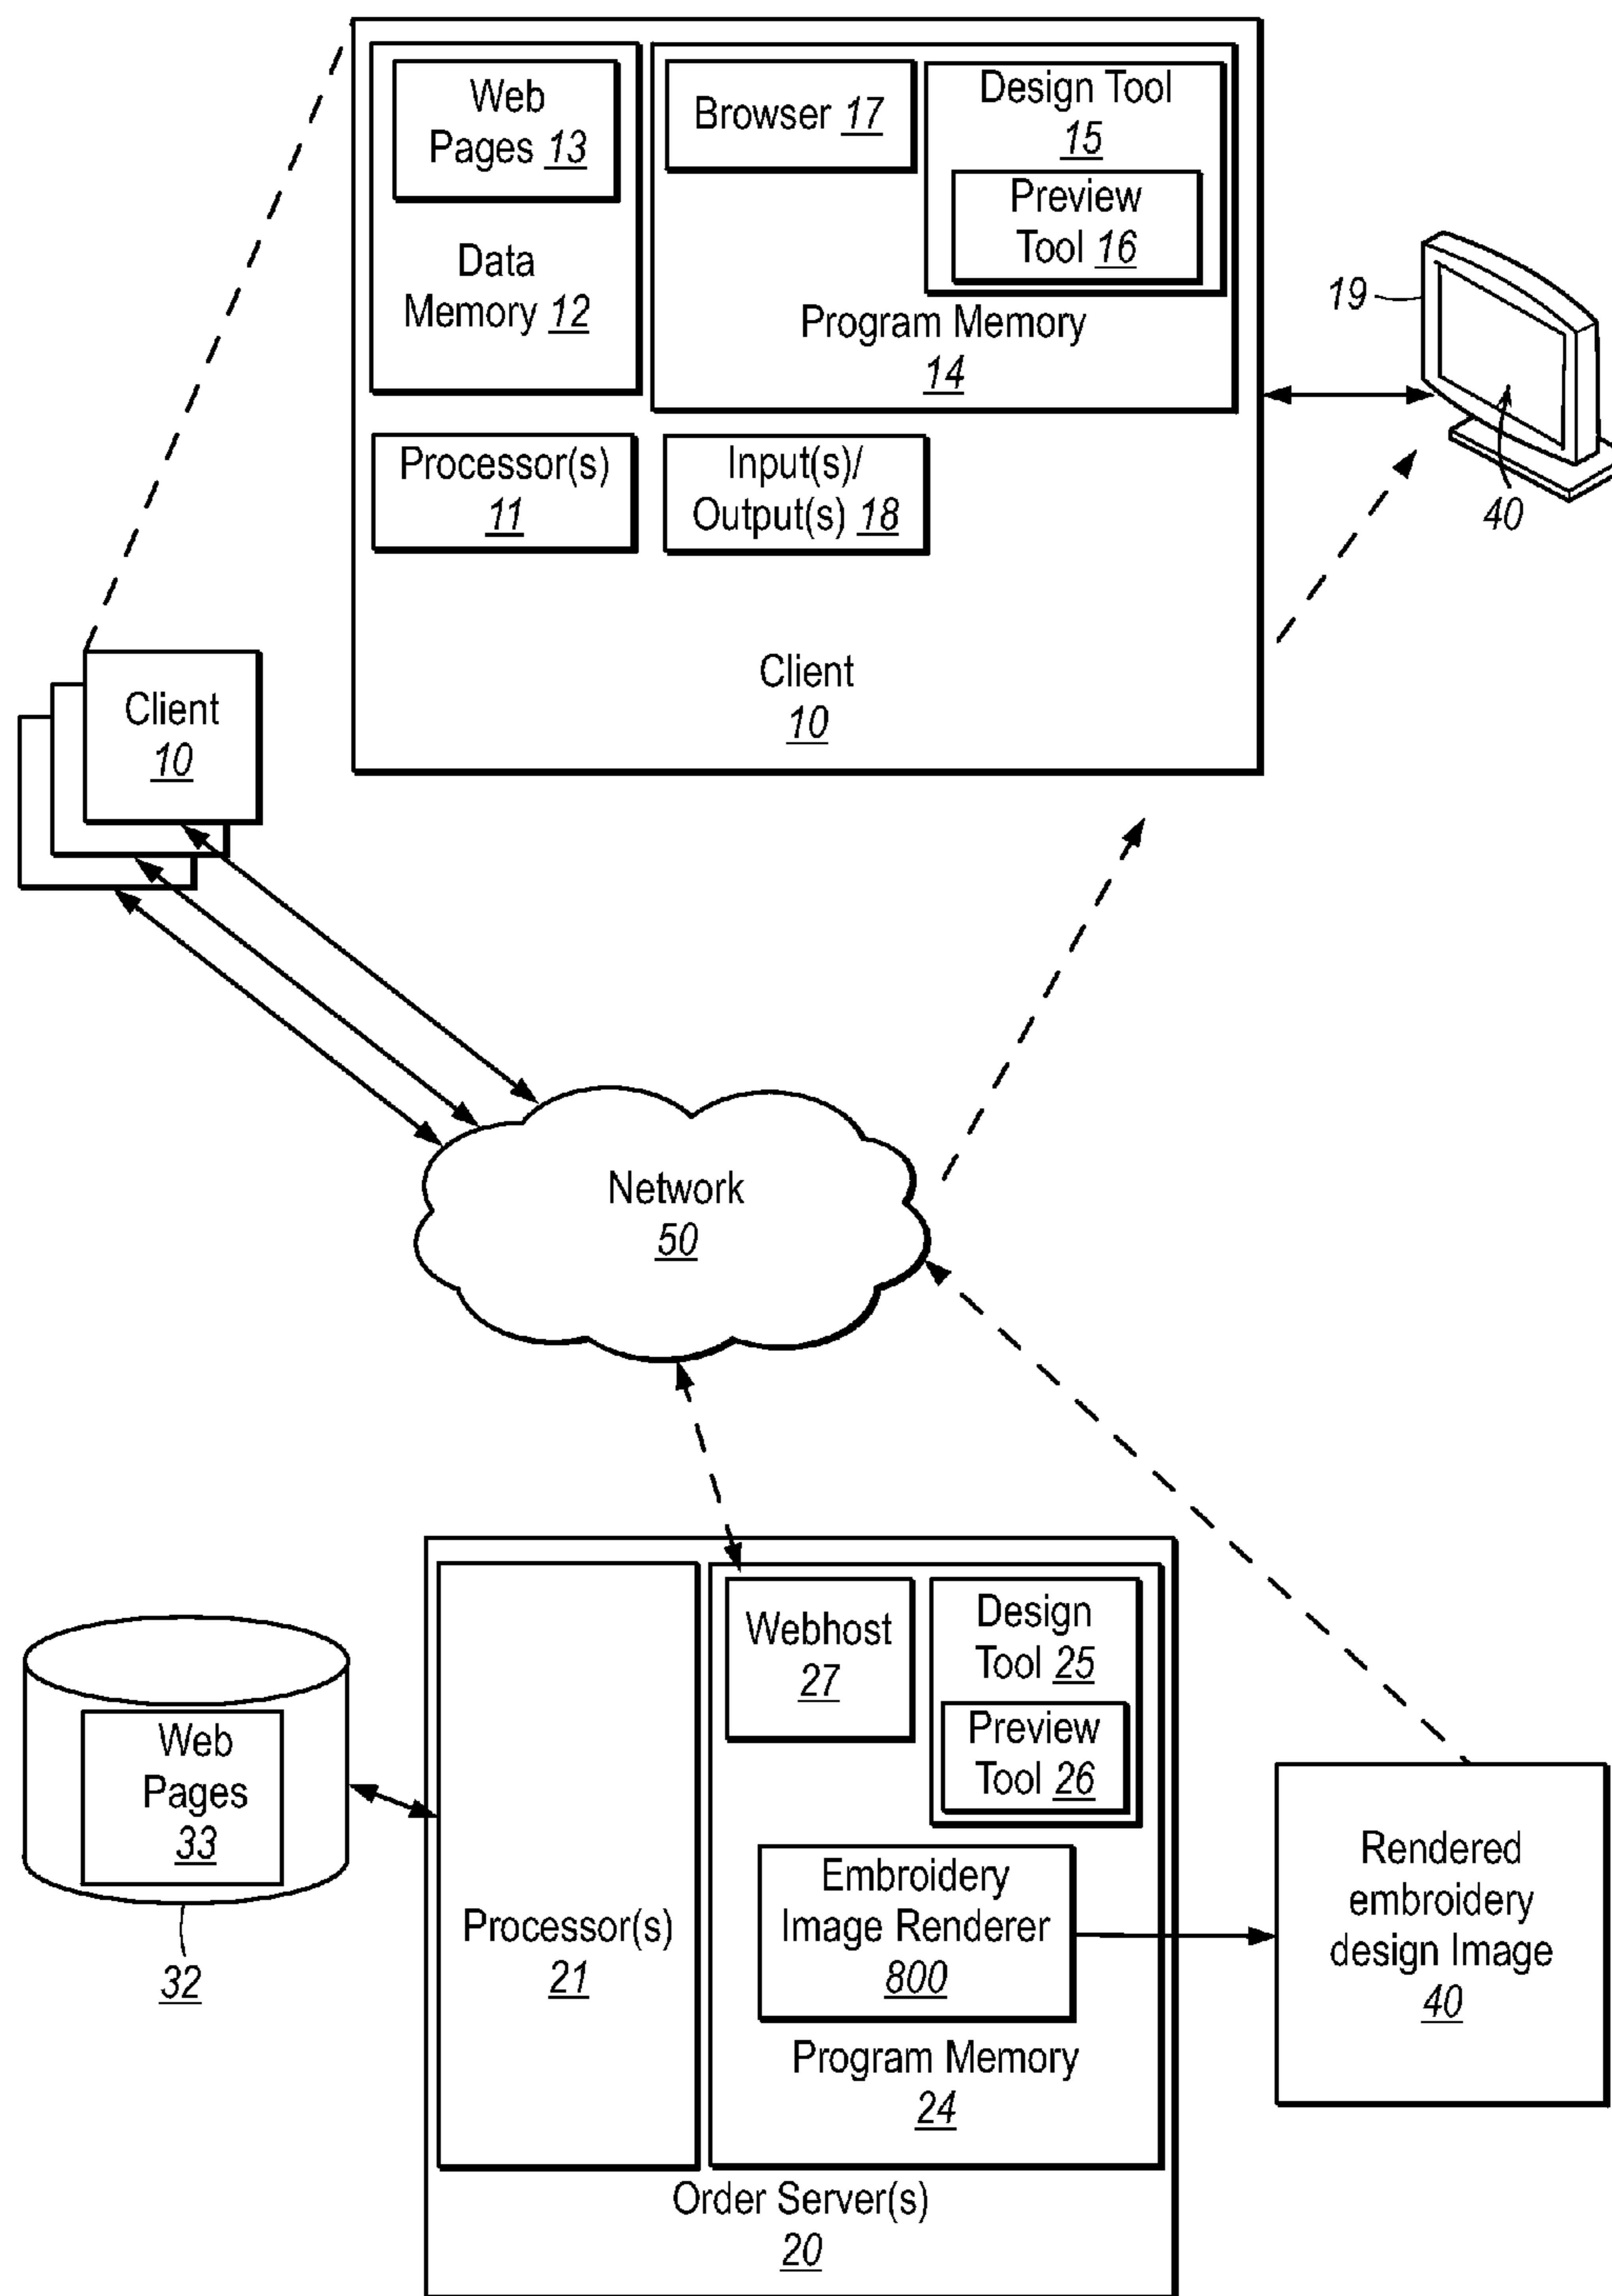 Web
Pages 13
Data
Memory 12
Browser 17
Design Tool
15
Preview
Tool 16
Program Memory
14
Processor(s)
11
Input(s)/
Output(s) 18
Client
10
19
40
Client
10
Network
50
Web
Pages
33
32
Processor(s)
21
Webhost
27
Design
Tool 25
Preview
Tool 26
Embroidery
Image Renderer
800
Program Memory
24
Order Server(s)
20
Rendered
embroidery
design Image
40